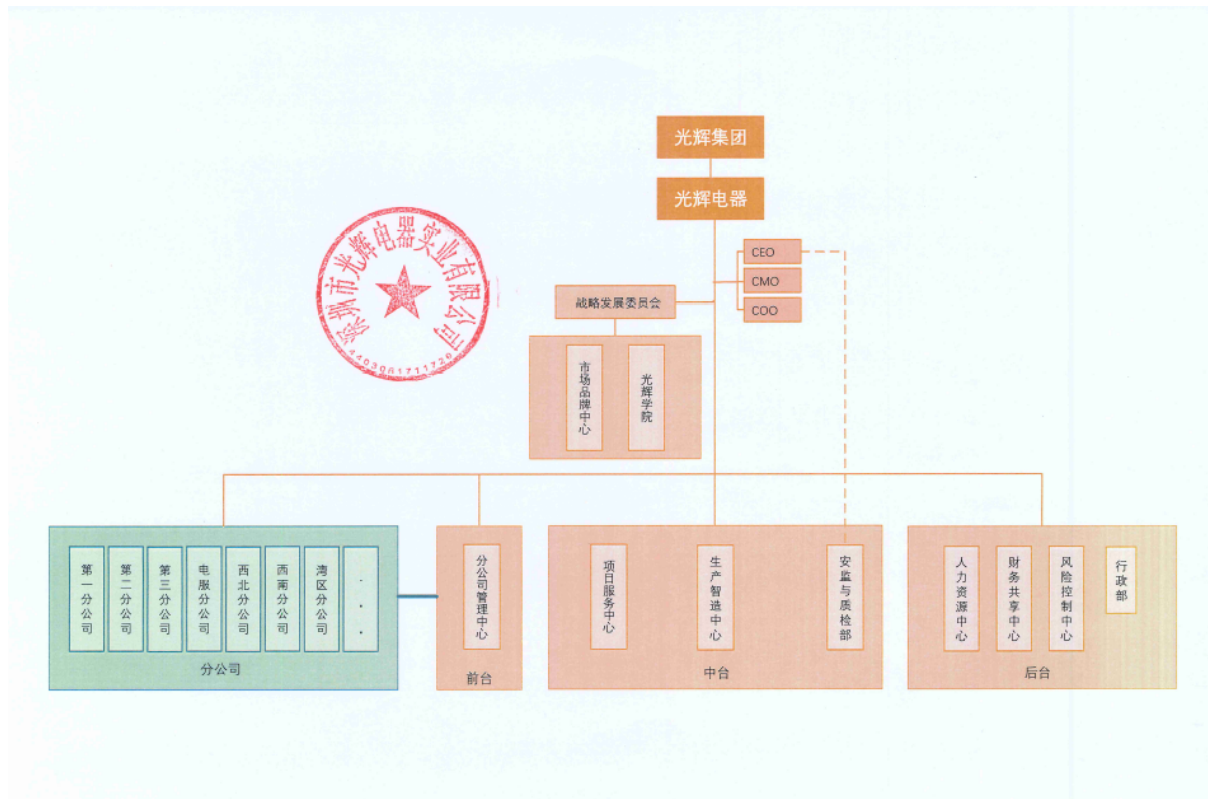 光辉集团
光辉电器
深圳市光辉电器实业有限公司
CEO
CMO
COO
战略发展委员会
市场品牌中心
光辉学院
第一分公司
第二分公司
第三分公司
电服分公司
西北分公司
西南分公司
湾区分公司
...
分公司
分公司管理中心
前台
项目服务中心
生产智造中心
安监与质检部
中台
人力资源中心
财务共享中心
风险控制中心
行政部
后台